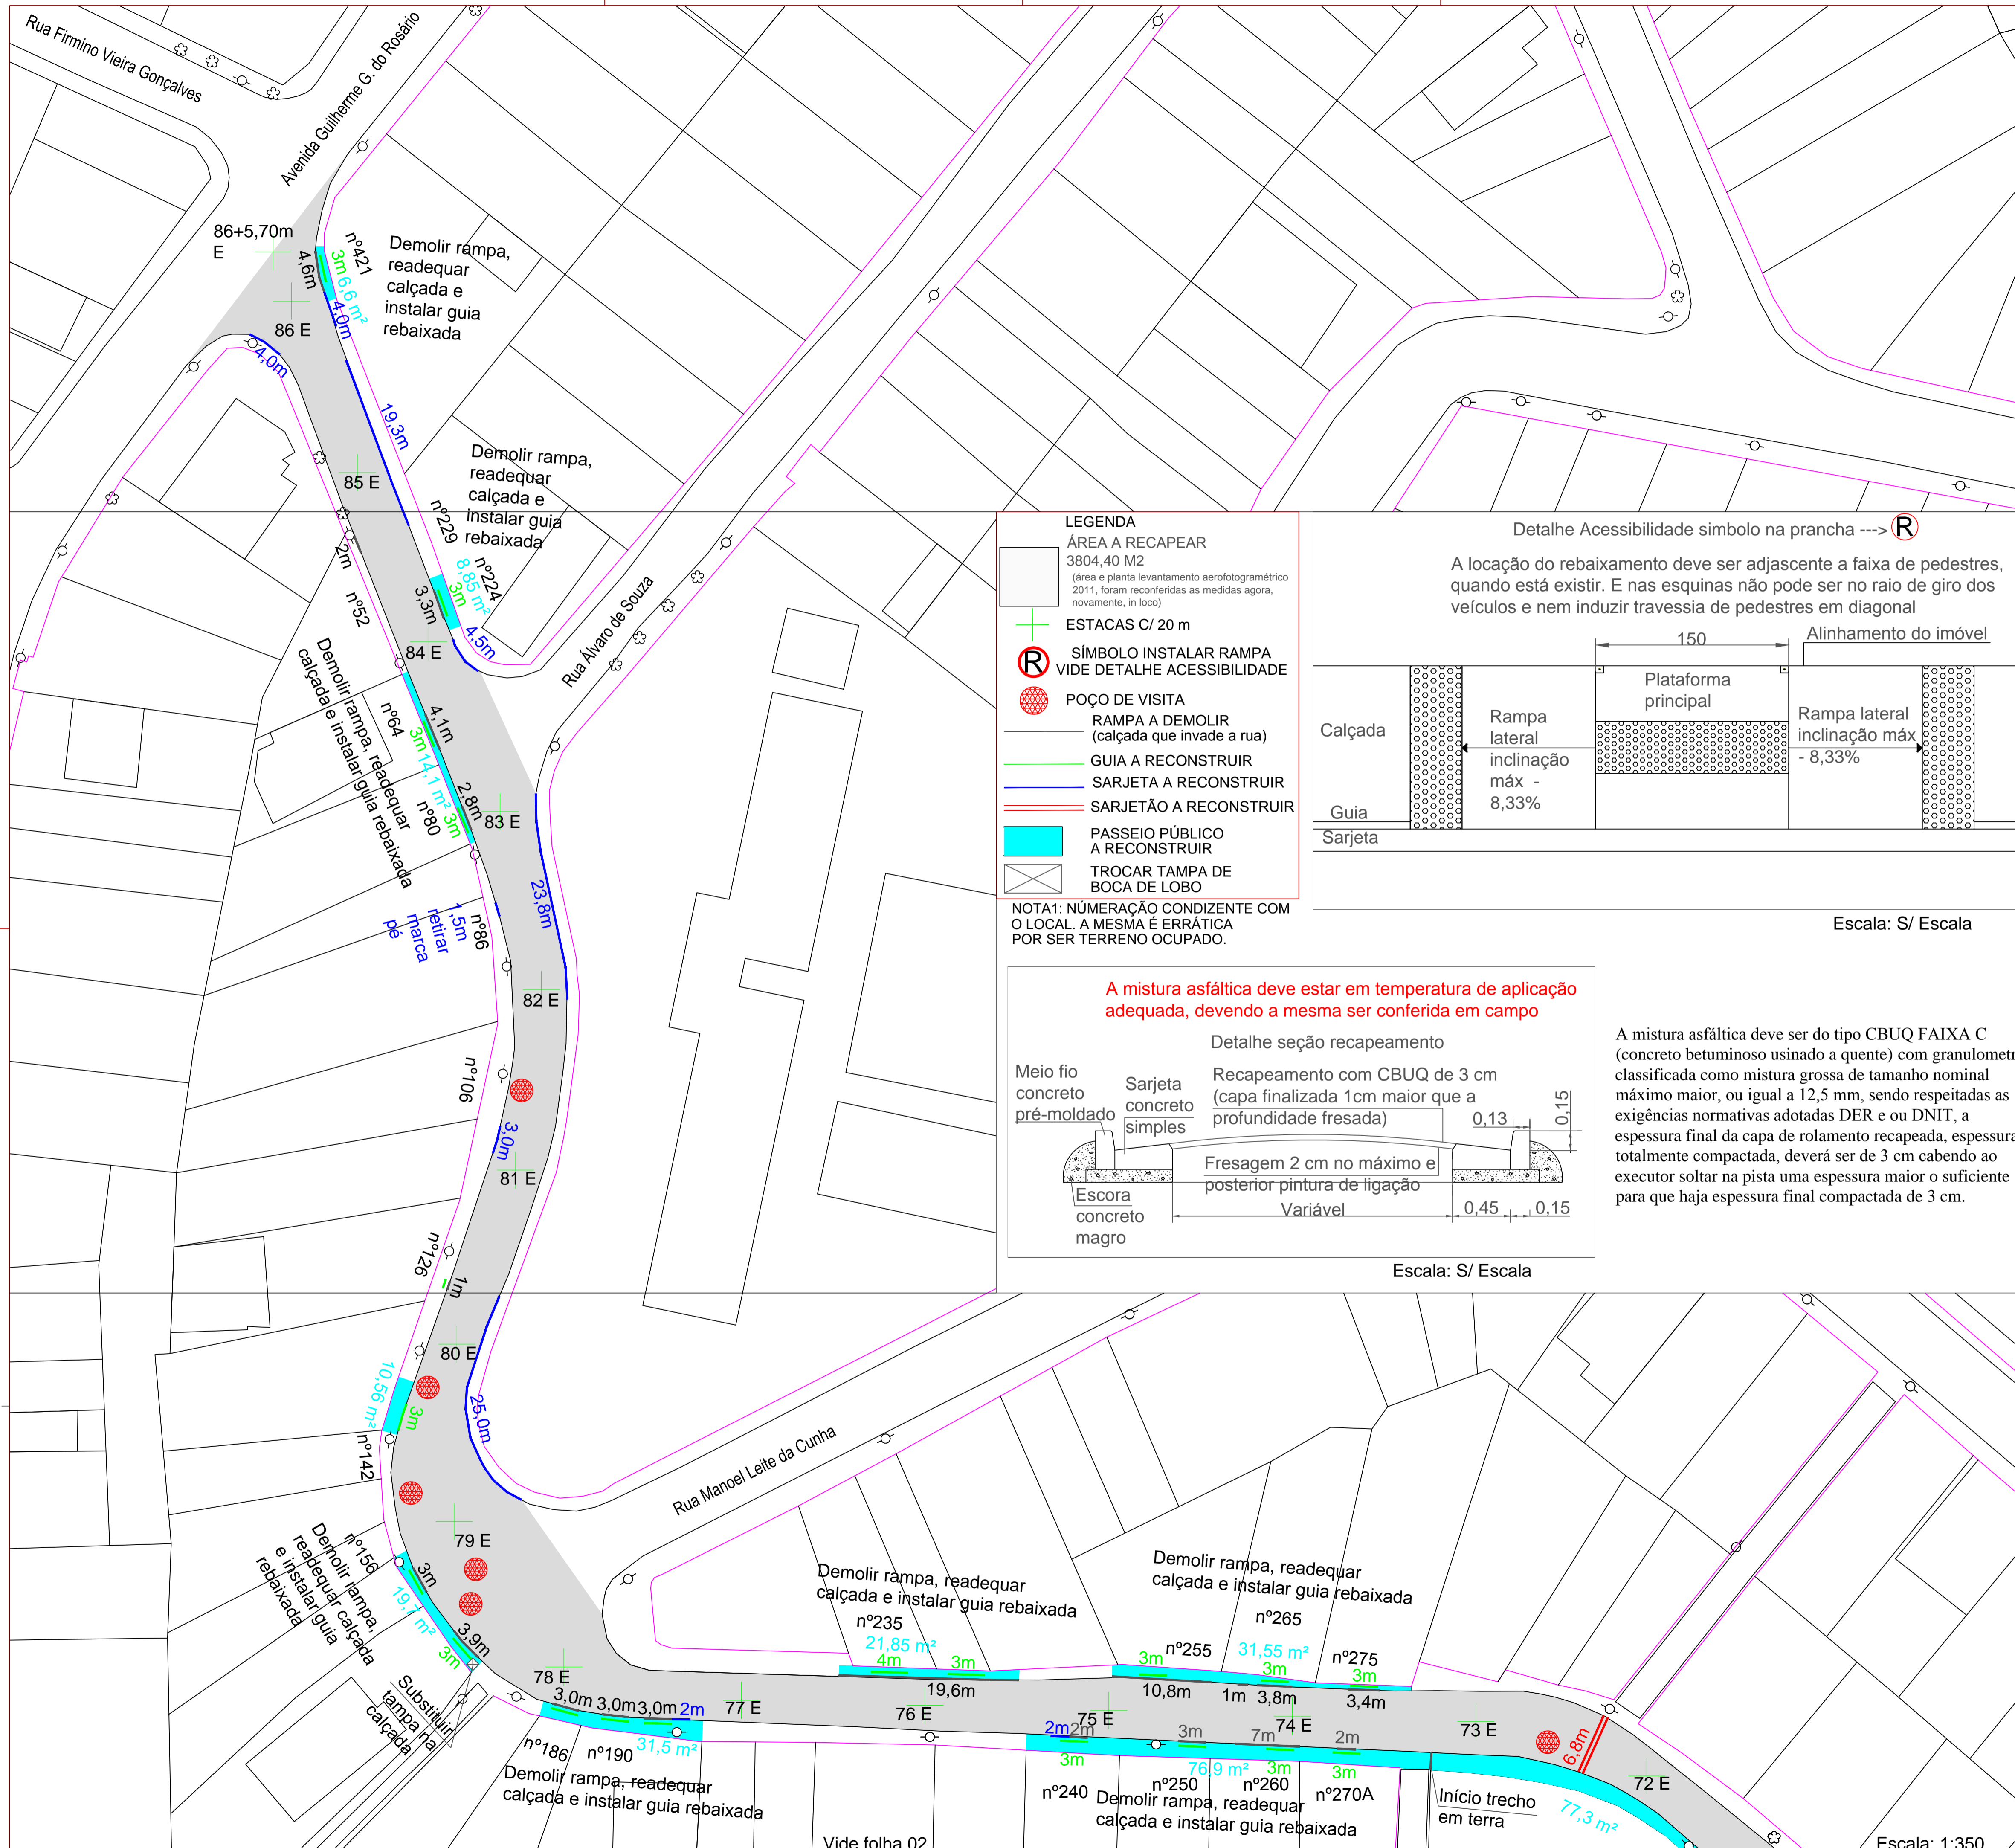 Rua Firmino Vieira Gonçalves
Avenida Guilherme G. do Rosário
86+5,70m
E
4,6m
3m
6,6 m²
nº421
Demolir rampa,
readequar
calçada e
instalar guia
rebaixada
4,0m
86 E
4,0m
19,3m
85 E
Demolir rampa,
readequar
calçada e
instalar guia
rebaixada
nº229
nº224
8,85 m²
3m
3,3m
4,5m
2m
nº52
84 E
Rua Álvaro de Souza
Demolir rampa, readequar
calçada e instalar guia rebaixada
nº64
4,1m
3m
14,1 m²
2,8m
3m
nº80
83 E
23,8m
nº86
1,5m
retirar
marca
pé
82 E
nº106
3,0m
81 E
nº126
1m
80 E
10,56 m²
3m
25,0m
nº142
79 E
nº156
Demolir rampa,
readequar calçada
e instalar guia
rebaixada
3m
19,7 m²
3,9m
3m
Substituir
tampa na
calçada
78 E
Rua Manoel Leite da Cunha
3,0m
3,0m
3,0m
2m
77 E
nº186
nº190
31,5 m²
Demolir rampa, readequar
calçada e instalar guia rebaixada
Demolir rampa, readequar
calçada e instalar guia rebaixada
nº235
21,85 m²
4m
3m
19,6m
76 E
Demolir rampa, readequar
calçada e instalar guia rebaixada
nº265
nº255
31,55 m²
nº275
3m
3m
3m
10,8m
1m
3,8m
3,4m
75 E
74 E
73 E
2m
2m
3m
7m
2m
3m
76,9 m²
3m
3m
nº240
nº250
nº260
nº270A
Demolir rampa, readequar
calçada e instalar guia rebaixada
Início trecho
em terra
6,8m
72 E
77,3 m²
Vide folha 02
Escala: 1:350
LEGENDA
ÁREA A RECAPEAR
3804,40 M2
(área e planta levantamento aerofotogramétrico
2011, foram reconferidas as medidas agora,
novamente, in loco)
ESTACAS C/ 20 m
R
SÍMBOLO INSTALAR RAMPA
VIDE DETALHE ACESSIBILIDADE
POÇO DE VISITA
RAMPA A DEMOLIR
(calçada que invade a rua)
GUIA A RECONSTRUIR
SARJETA A RECONSTRUIR
SARJETÃO A RECONSTRUIR
PASSEIO PÚBLICO
A RECONSTRUIR
TROCAR TAMPA DE
BOCA DE LOBO
NOTA1: NÚMERAÇÃO CONDIZENTE COM
O LOCAL. A MESMA É ERRÁTICA
POR SER TERRENO OCUPADO.
Detalhe Acessibilidade simbolo na prancha ---> R
A locação do rebaixamento deve ser adjascente a faixa de pedestres,
quando está existir. E nas esquinas não pode ser no raio de giro dos
veículos e nem induzir travessia de pedestres em diagonal
150
Alinhamento do imóvel
Plataforma
principal
Calçada
Rampa
lateral
inclinação
máx -
8,33%
Rampa lateral
inclinação máx
- 8,33%
Guia
Sarjeta
Escala: S/ Escala
A mistura asfáltica deve estar em temperatura de aplicação
adequada, devendo a mesma ser conferida em campo
Detalhe seção recapeamento
Meio fio
concreto
pré-moldado
Sarjeta
concreto
simples
Recapeamento com CBUQ de 3 cm
(capa finalizada 1cm maior que a
profundidade fresada)
0,13
0,15
Fresagem 2 cm no máximo e
posterior pintura de ligação
Escora
concreto
magro
Variável
0,45
0,15
Escala: S/ Escala
A mistura asfáltica deve ser do tipo CBUQ FAIXA C
(concreto betuminoso usinado a quente) com granulometr
classificada como mistura grossa de tamanho nominal
máximo maior, ou igual a 12,5 mm, sendo respeitadas as
exigências normativas adotadas DER e ou DNIT, a
espessura final da capa de rolamento recapeada, espessura
totalmente compactada, deverá ser de 3 cm cabendo ao
executor soltar na pista uma espessura maior o suficiente
para que haja espessura final compactada de 3 cm.